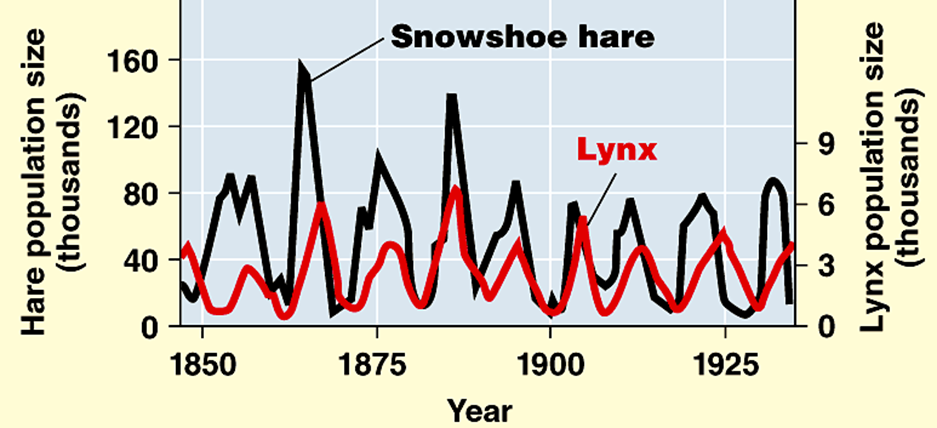 Snowshoe hare
Lynx
Hare population size
(thousands)
160
120
80
40
0
9
6
3
0
Lynx population size
(thousands)
1850
1875
1900
1925
Year